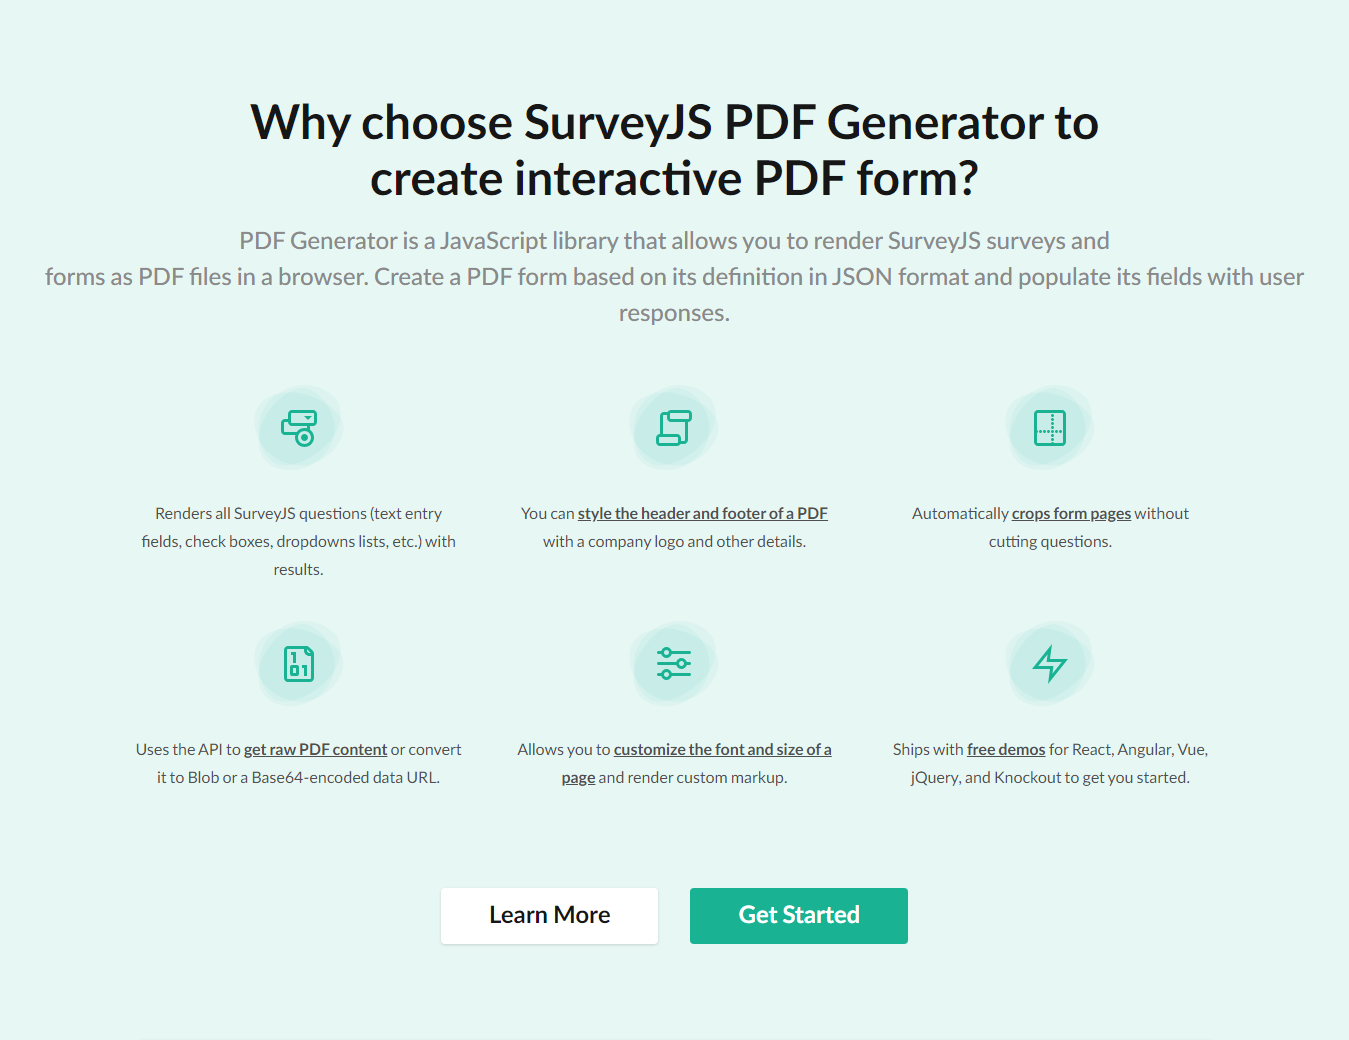 Why choose SurveyJS PDF Generator to
create interactive PDF form?
PDF Generator is a JavaScript library that allows you to render SurveyJS surveys and
forms as PDF files in a browser. Create a PDF form based on its definition in JSON format and populate its fields with user
responses.
Renders all SurveyJS questions (text entry
fields, check boxes, dropdowns lists, etc.) with
results.
You can style the header and footer of a PDF
with a company logo and other details.
Automatically crops form pages without
cutting questions.
1
01
Uses the API to get raw PDF content or convert
it to Blob or a Base64-encoded data URL.
Allows you to customize the font and size of a
page and render custom markup.
Ships with free demos for React, Angular, Vue,
jQuery, and Knockout to get you started.
Learn More
Get Started